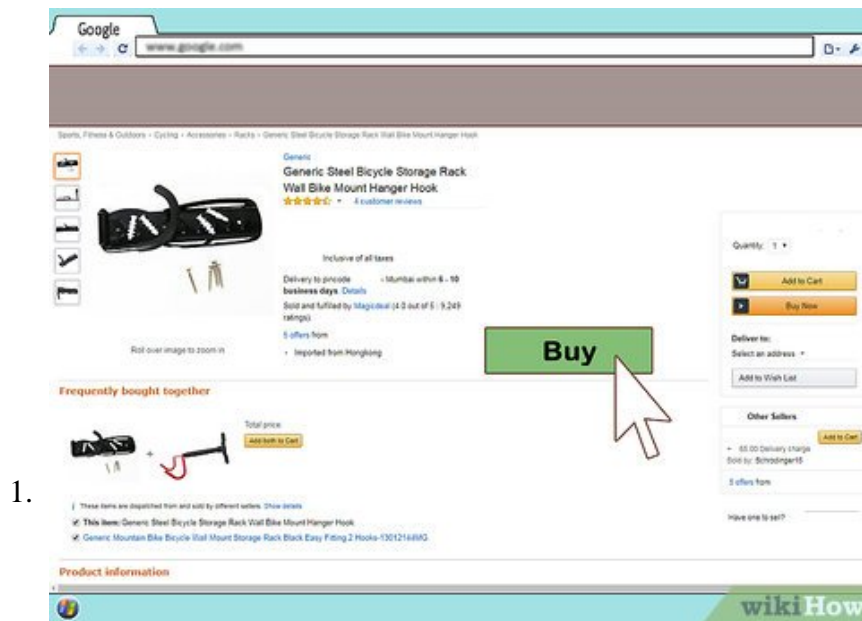 Google
www.google.com
Sports, Fitness & Outdoors › Cycling › Accessories › Racks › Generic Steel Bicycle Storage Rack Wall Bike Mount Hanger Hook
Generic
Generic Steel Bicycle Storage Rack
Wall Bike Mount Hanger Hook
4 customer reviews
Inclusive of all taxes
Delivery to pincode - Mumbai within 6 - 10
business days. Details
Sold and fulfilled by Magicdeal (4.0 out of 5 | 9,249
ratings).
5 offers from
• Imported from Hongkong
Roll over image to zoom in
Quantity: 1
Add to Cart
Buy Now
Deliver to:
Select an address
Add to Wish List
Buy
Other Sellers
Add to Cart
+ 65.00 Delivery charge
Sold by: Schrodinger15
5 offers from
Have one to sell?
Frequently bought together
+
Total price:
Add both to Cart
i These items are dispatched from and sold by different sellers. Show details
This item: Generic Steel Bicycle Storage Rack Wall Bike Mount Hanger Hook
Generic Mountain Bike Bicycle Wall Mount Storage Rack Black Easy Fitting 2 Hooks-
Product information
1.
wikiHow